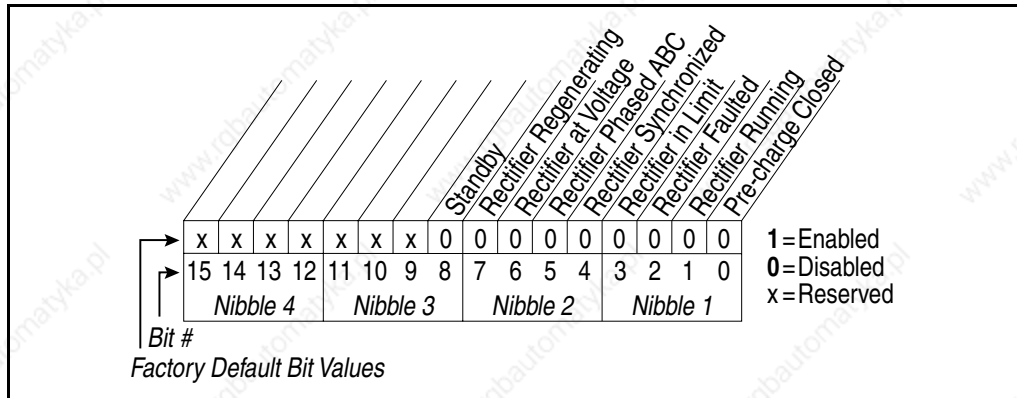 Standby
Rectifier Regenerating
Rectifier at Voltage
Rectifier Phased ABC
Rectifier Synchronized
Rectifier in Limit
Rectifier Faulted
Rectifier Running
Pre-charge Closed
x x x x x x x 0 0 0 0 0 0 0 0 0
15 14 13 12 11 10 9 8 7 6 5 4 3 2 1 0
Nibble 4 Nibble 3 Nibble 2 Nibble 1
1=Enabled
0=Disabled
x=Reserved
Bit #
Factory Default Bit Values
www.rgbautomatyka.pl